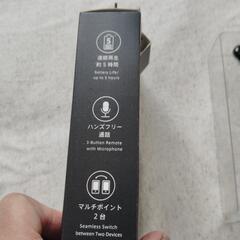 5
連続再生
約5時間
Battery Life/
up to 5 hours
ハンズフリー
通話
3 Button Remote
with Microphone
マルチポイント
2台
Seamless Switch
between Two Devices